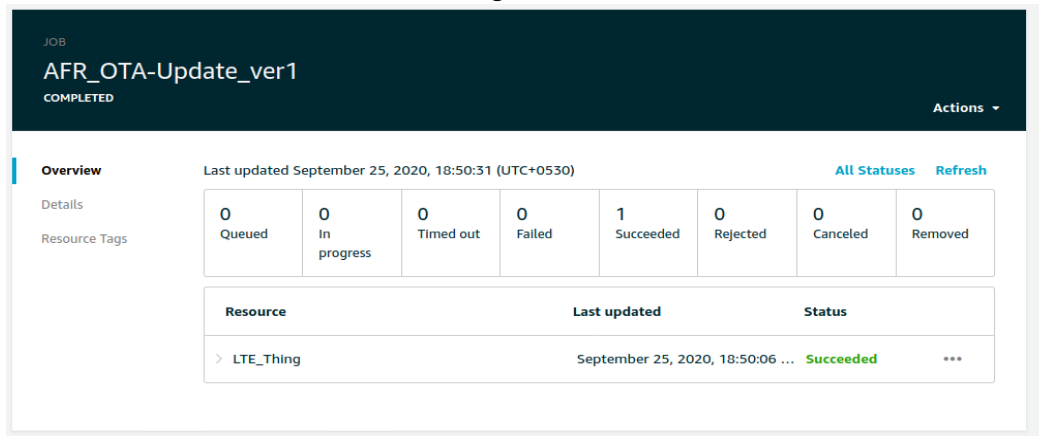 JOB
AFR_OTA-Update_ver1
COMPLETED
Actions
Overview
Details
Resource Tags
Last updated September 25, 2020, 18:50:31 (UTC+0530)
All Statuses Refresh
0 0 0 0 1 0 0 0
Queued In Timed out Failed Succeeded Rejected Canceled Removed
progress
Resource Last updated Status
LTE_Thing September 25, 2020, 18:50:06 ... Succeeded